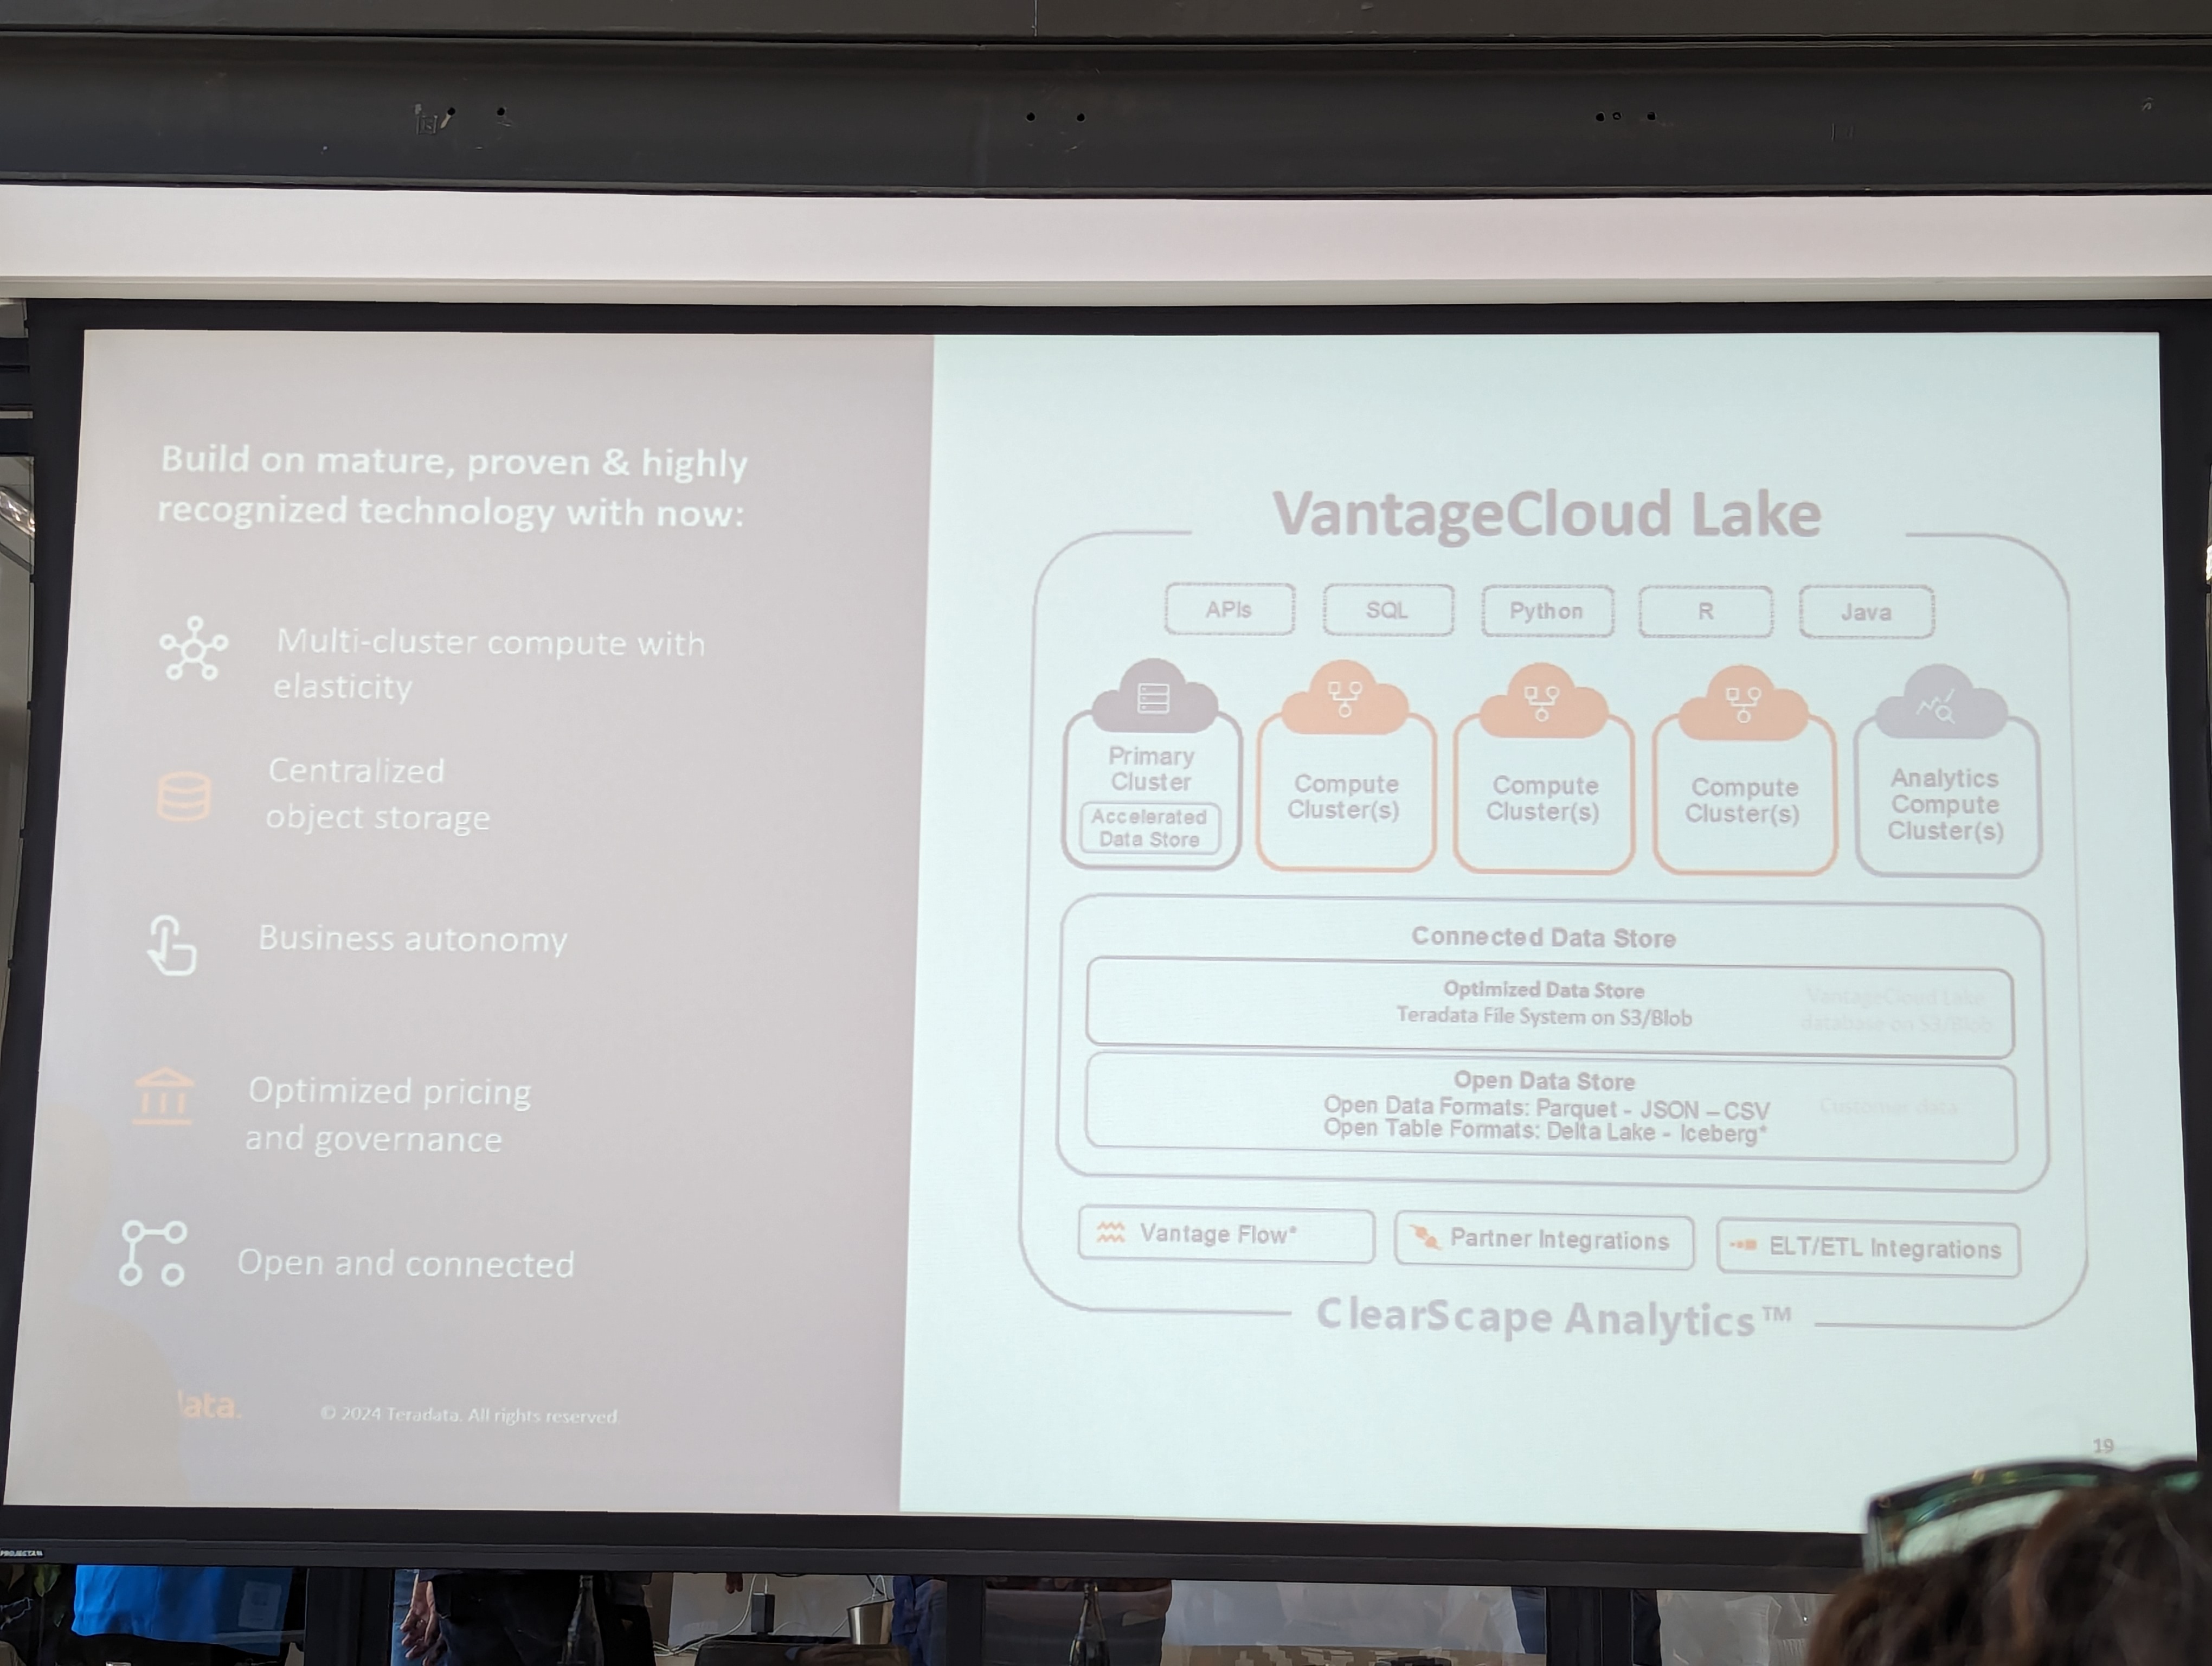 Build on mature, proven & highly
recognized technology with now:
Multi-cluster compute with
elasticity
Centralized
object storage
Business autonomy
Optimized pricing
and governance
Open and connected
data.
© 2024 Teradata. All rights reserved.
VantageCloud Lake
APIs
SQL
Python
R
Java
Primary
Cluster
Accelerated
Data Store
Compute
Cluster(s)
Compute
Cluster(s)
Compute
Cluster(s)
Analytics
Compute
Cluster(s)
Connected Data Store
Optimized Data Store
Teradata File System on S3/Blob
VantageCloud Lake
database on S3/Blob
Open Data Store
Open Data Formats: Parquet - JSON – CSV
Open Table Formats: Delta Lake - Iceberg*
Customer data
Vantage Flow*
Partner Integrations
ELT/ETL Integrations
ClearScape Analytics™
19